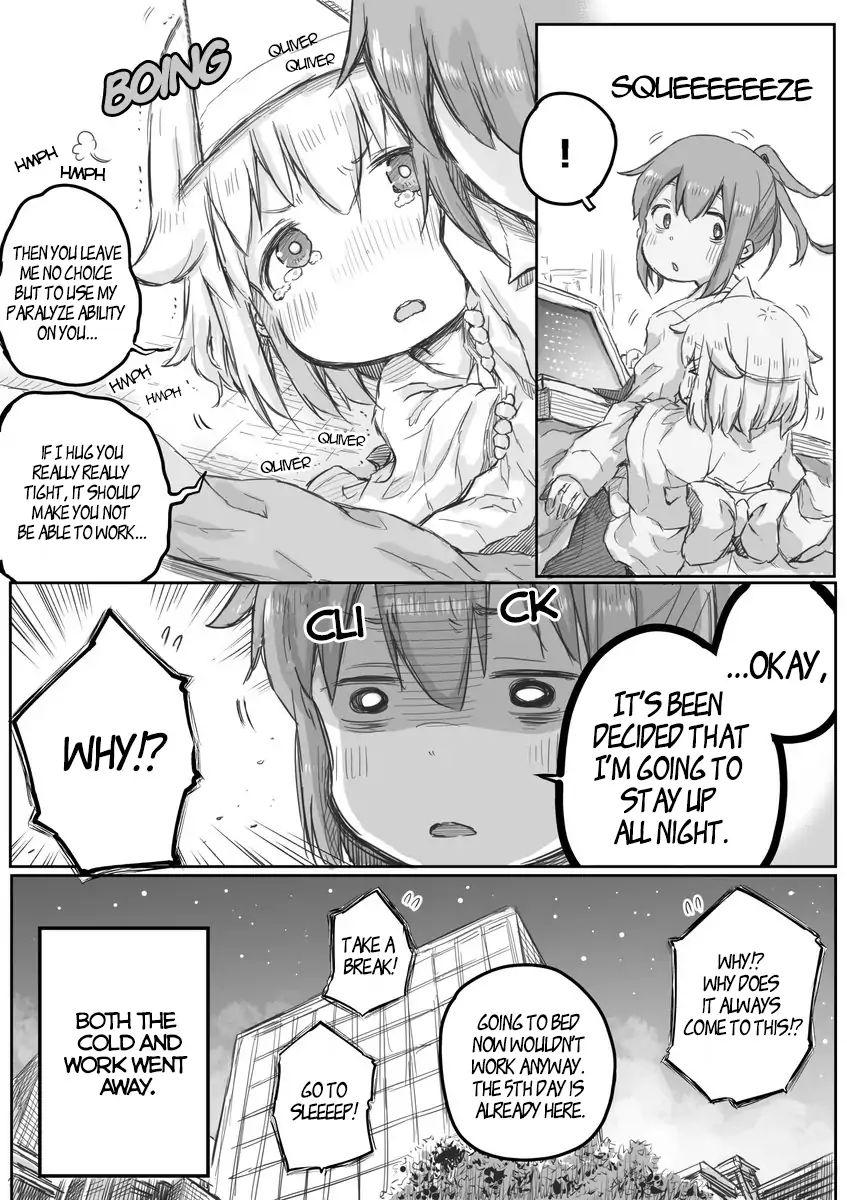 SQUEEEEEEZE
!
BOING
QUIVER
QUIVER
HMPH
HMPH
THEN YOU LEAVE
ME NO CHOICE
BUT TO USE MY
PARALYZE ABILITY
ON YOU...
HMPH
HMPH
QUIVER
QUIVER
IF I HUG YOU
REALLY REALLY
TIGHT, IT SHOULD
MAKE YOU NOT
BE ABLE TO WORK...
CLI CK
...OKAY,
IT'S BEEN
DECIDED THAT
I'M GOING TO
STAY UP
ALL NIGHT.
WHY!?
WHY!?
WHY DOES
IT ALWAYS
COME TO THIS!?
GOING TO BED
NOW WOULDN'T
WORK ANYWAY.
THE 5TH DAY IS
ALREADY HERE.
TAKE A
BREAK!
GO TO
SLEEEEP!
BOTH THE
COLD AND
WORK WENT
AWAY.